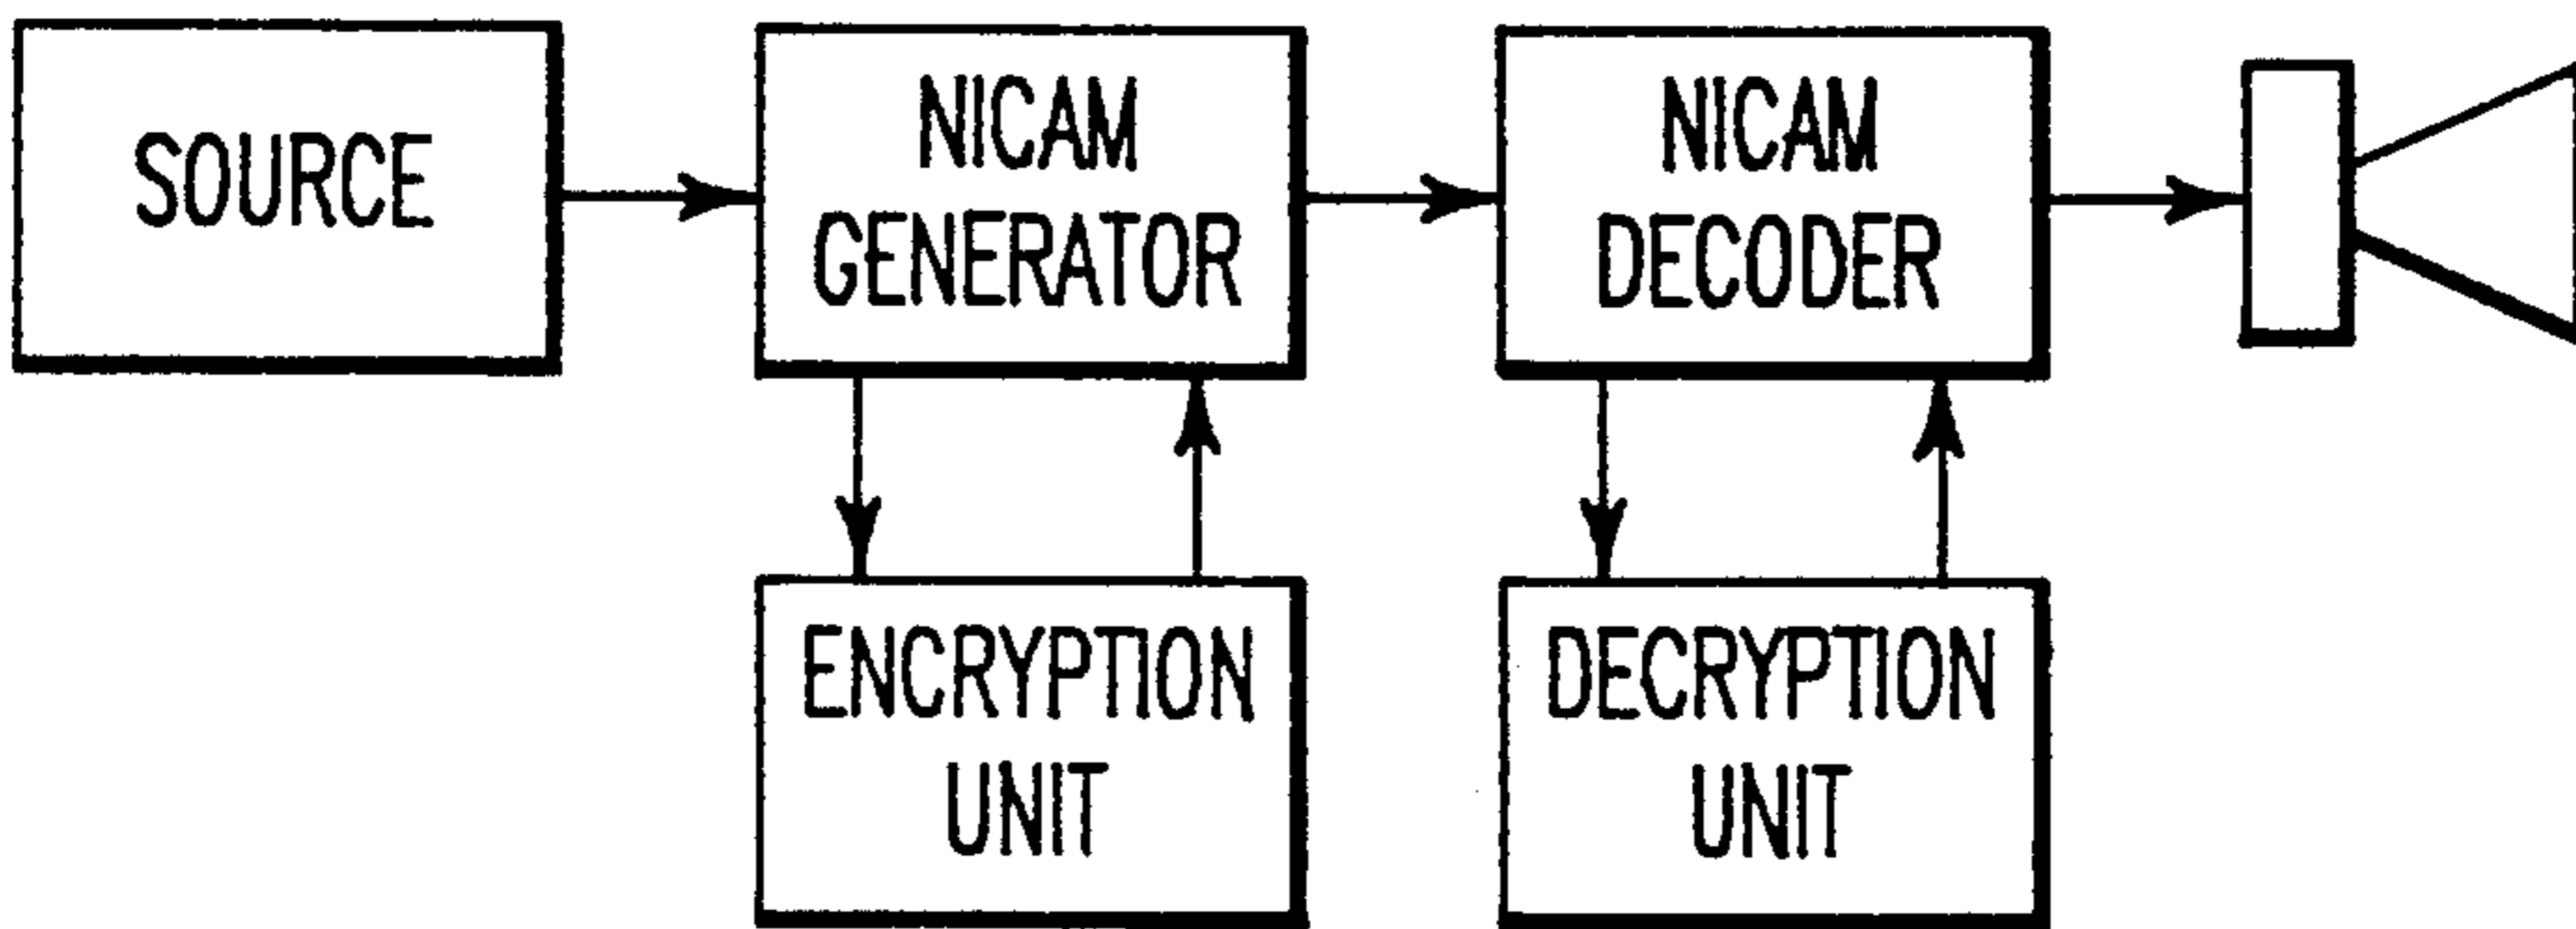 SOURCE
NICAM
GENERATOR
NICAM
DECODER
ENCRYPTION
UNIT
DECRYPTION
UNIT